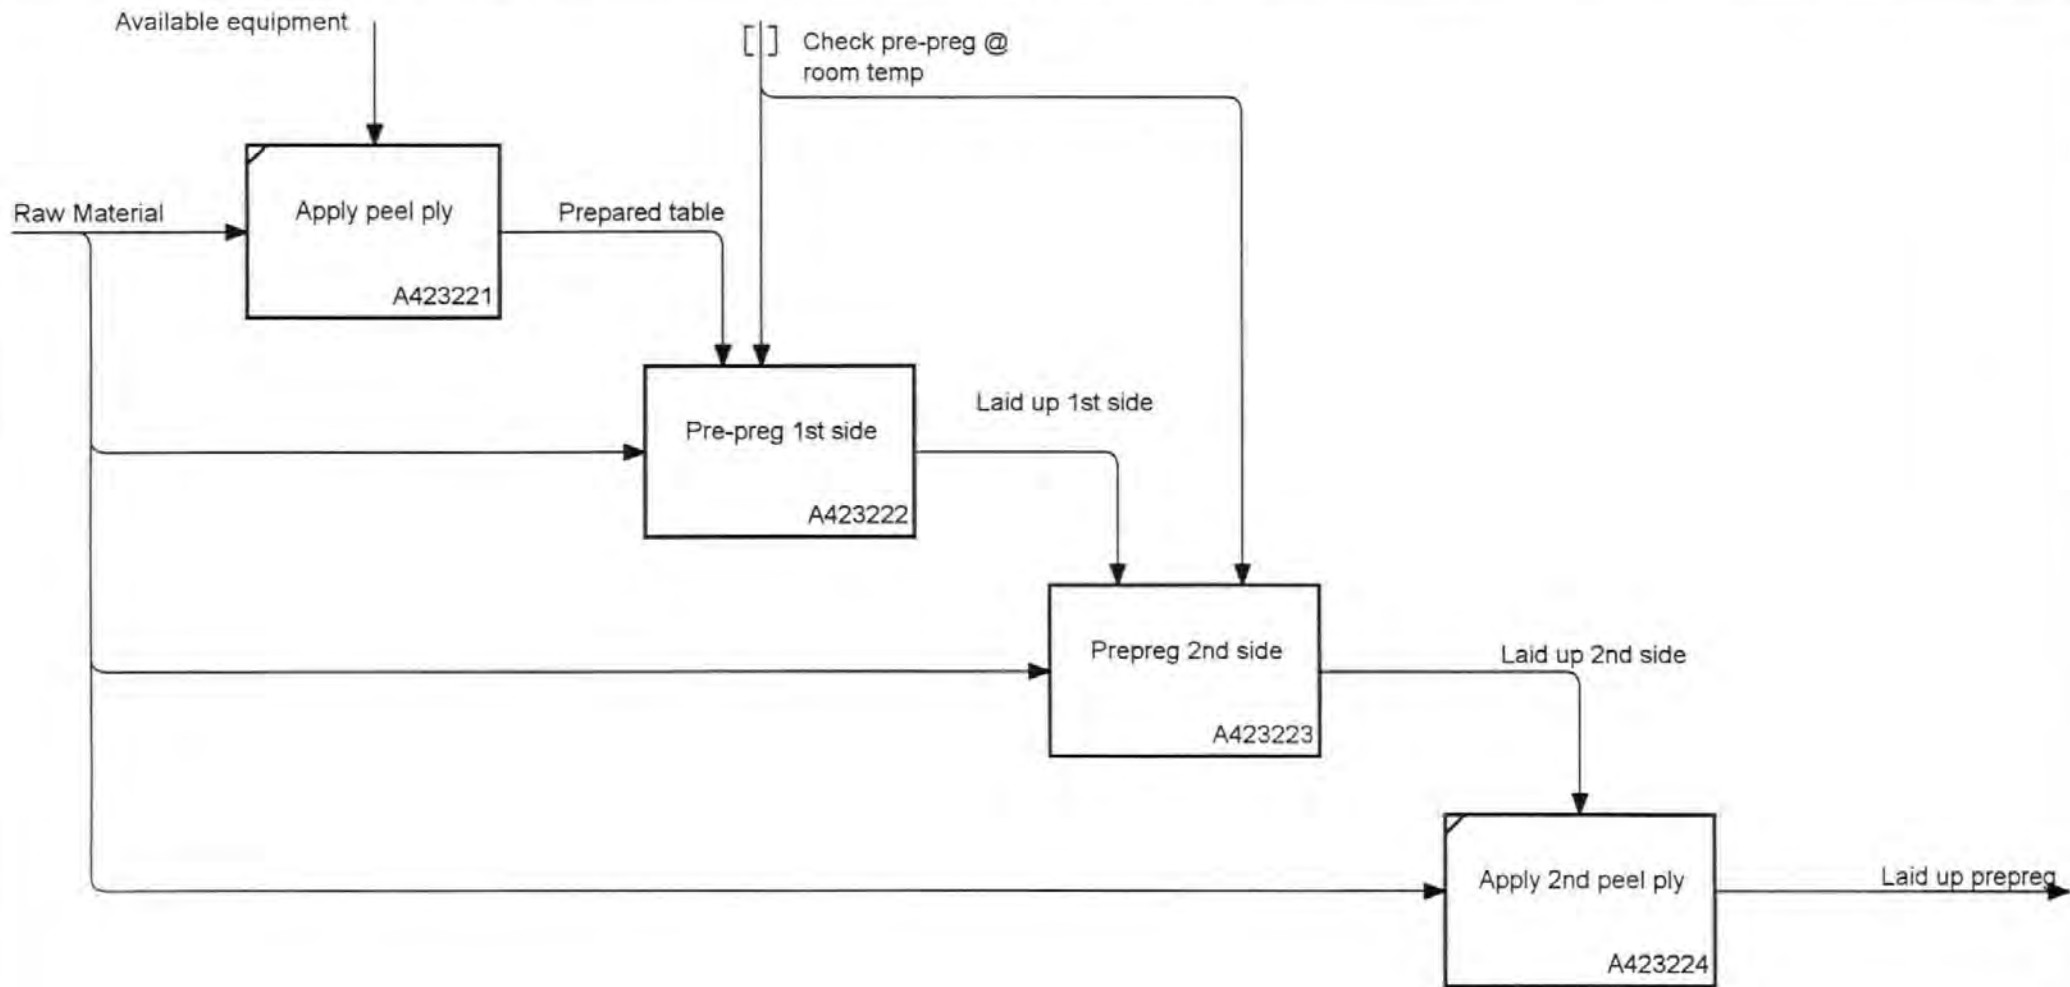 Available equipment
[ ] Check pre-preg @
room temp
Raw Material
Apply peel ply
Prepared table
A423221
Laid up 1st side
Pre-preg 1st side
A423222
Prepreg 2nd side
Laid up 2nd side
A423223
Apply 2nd peel ply
Laid up prepreg
A423224